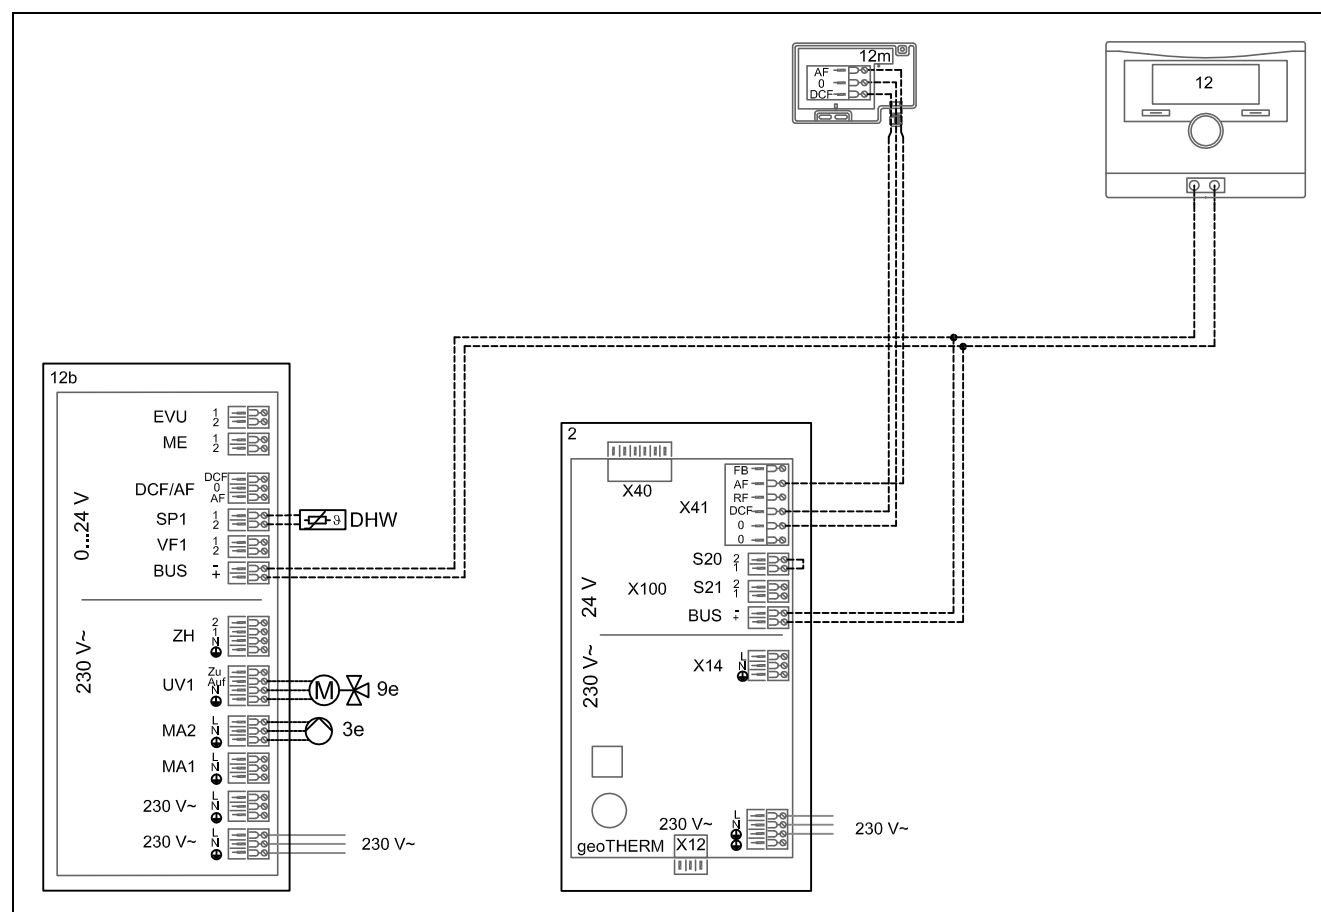 12m
AF
0
DCF
12
12b
EVU 1
2
ME 1
2
DCF/AF DCF
0
AF
SP1 1
2
DHW
VF1 1
2
BUS -
+
0...24 V
230 V~
ZH 2
1
N
UV1 Zu
Auf
N
M 9e
MA2 L
N
3e
MA1 L
N
230 V~ L
N
230 V~ L
N
230 V~
2
X40
X41
FB
AF
RF
DCF
0
0
S20 2
1
X100
S21 2
1
BUS -
+
24 V
230 V~
X14 L
N
230 V~ L
N
230 V~
geoTHERM X12